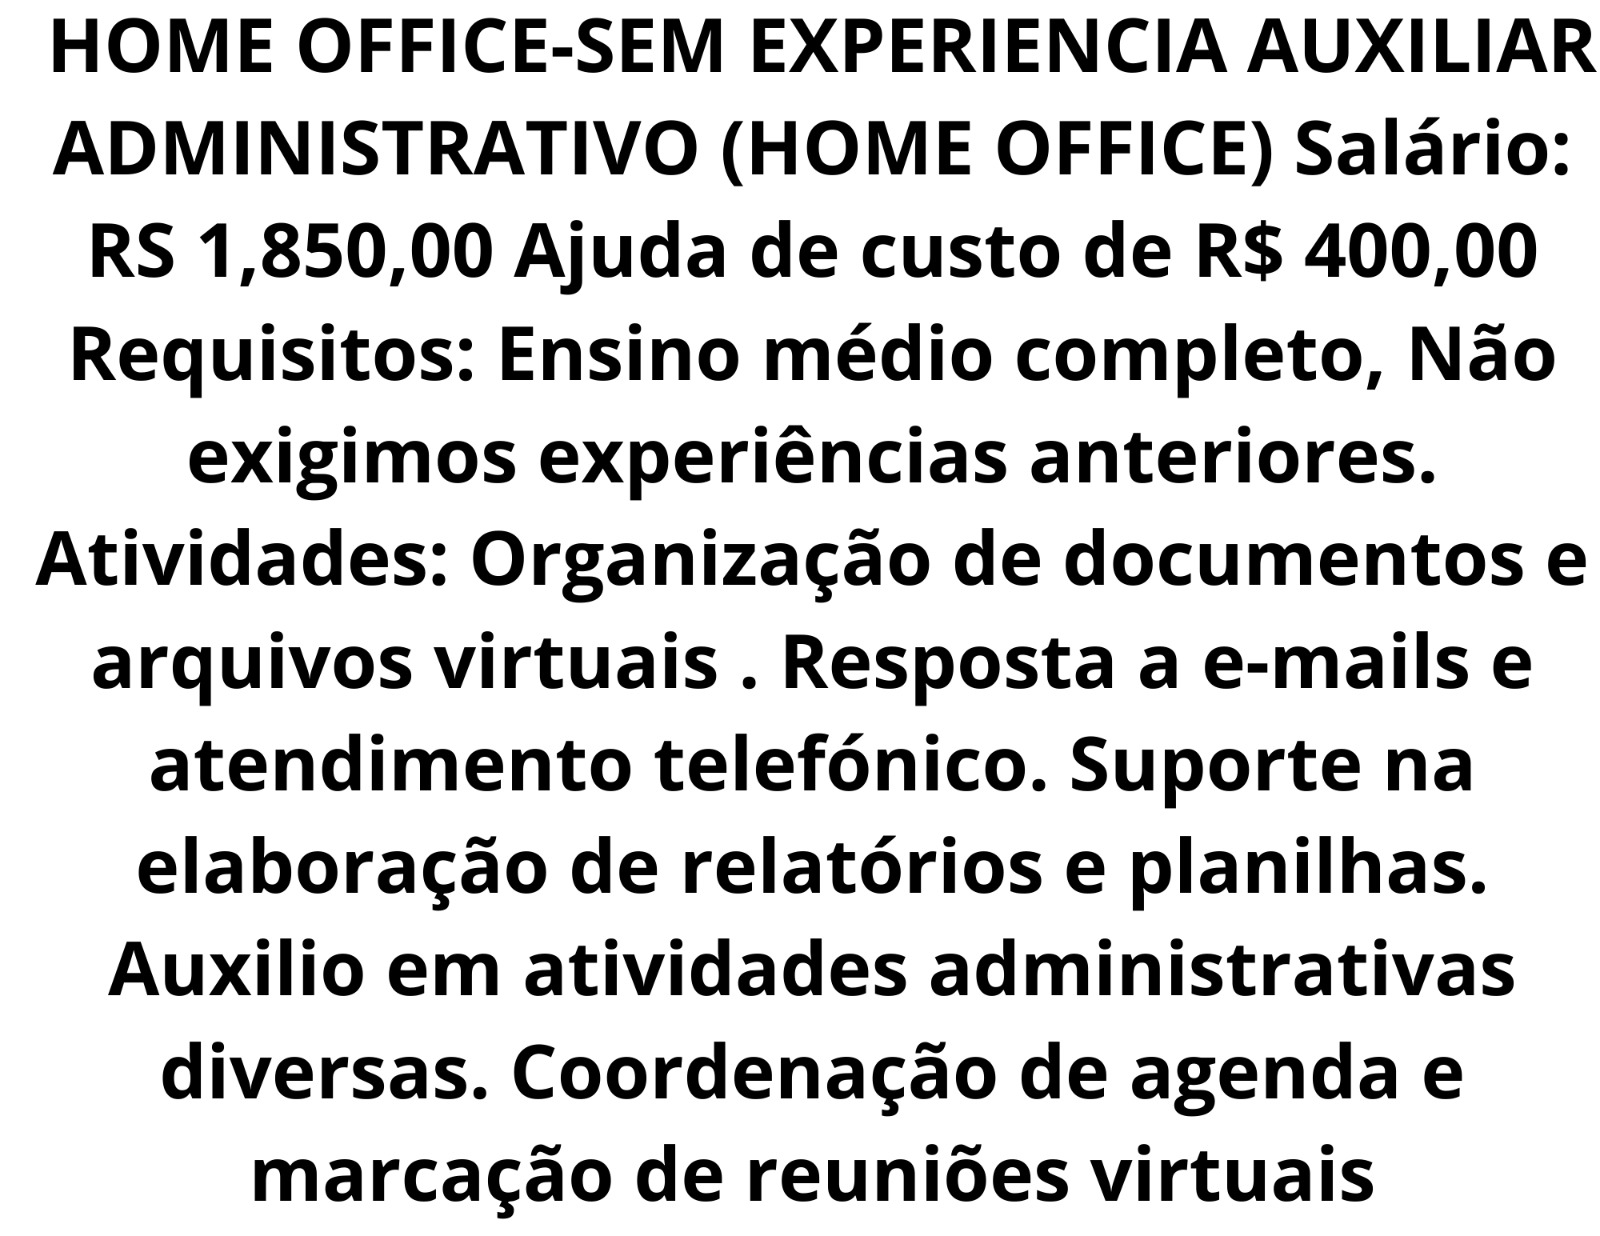 HOME OFFICE-SEM EXPERIENCIA AUXILIAR
ADMINISTRATIVO (HOME OFFICE) Salário:
RS 1,850,00 Ajuda de custo de R$ 400,00
Requisitos: Ensino médio completo, Não
exigimos experiências anteriores.
Atividades: Organização de documentos e
arquivos virtuais . Resposta a e-mails e
atendimento telefónico. Suporte na
elaboração de relatórios e planilhas.
Auxilio em atividades administrativas
diversas. Coordenação de agenda e
marcação de reuniões virtuais